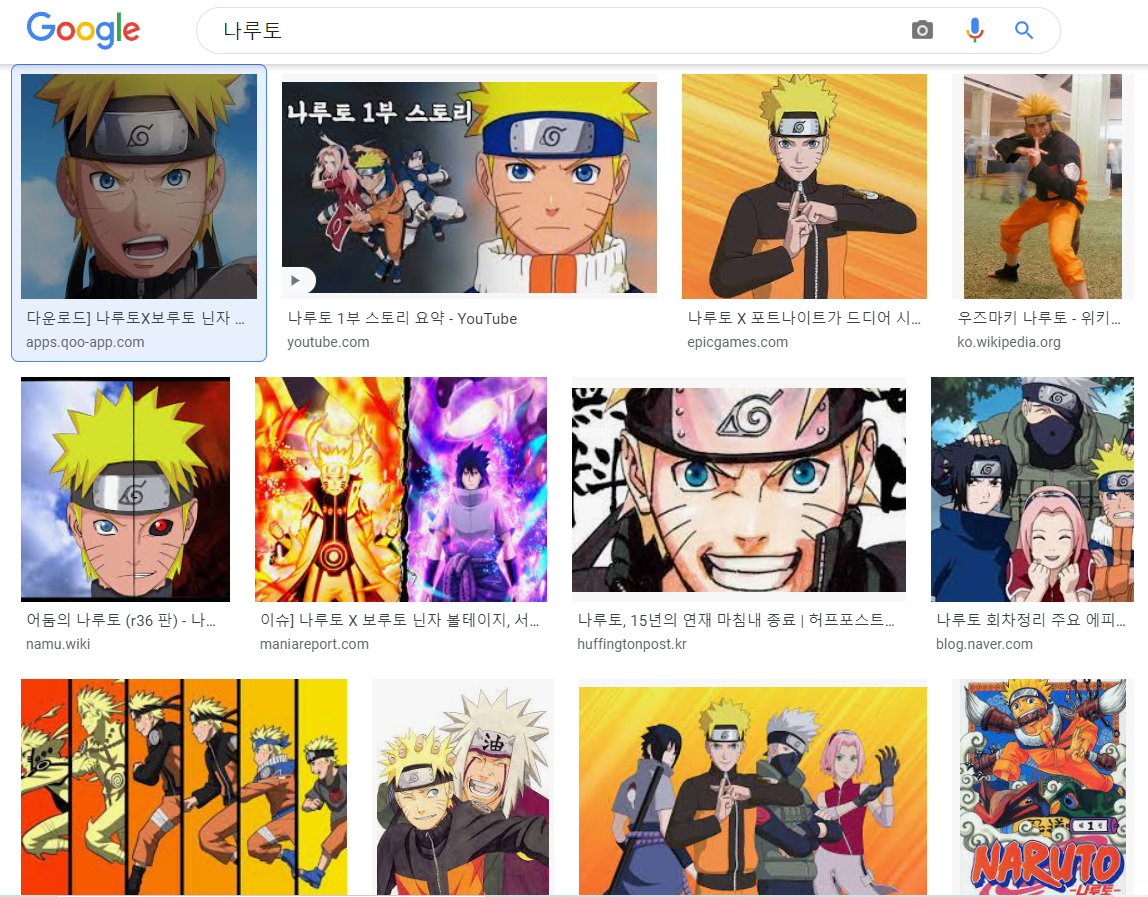 Google
나루토
나루토 1부 스토리
다운로드] 나루토X보루토 닌자 ...
apps.qoo-app.com
나루토 1부 스토리 요약 - YouTube
youtube.com
나루토 X 포트나이트가 드디어 시...
epicgames.com
우즈마키 나루토 - 위키...
ko.wikipedia.org
어둠의 나루토 (r36 판) - 나...
namu.wiki
이슈] 나루토 X 보루토 닌자 볼테이지, 서...
maniareport.com
나루토, 15년의 연재 마침내 종료 | 허프포스트...
huffingtonpost.kr
나루토 회차정리 주요 에피...
blog.naver.com
油
제1권
NARUTO
-나루토-